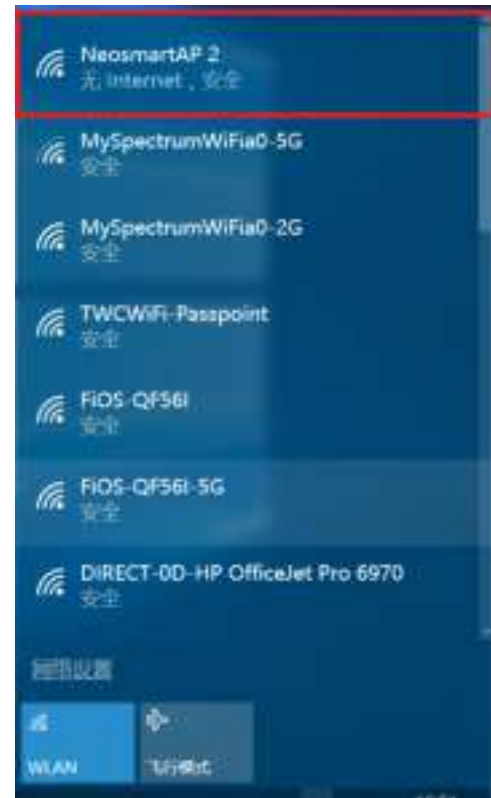 NeosmartAP 2
无 Internet，安全
MySpectrumWiFia0-5G
安全
MySpectrumWiFia0-2G
安全
TWCWiFi-Passpoint
安全
FiOS-QF56I
安全
FiOS-QF56I-5G
安全
DIRECT-0D-HP OfficeJet Pro 6970
安全
网络设置
WLAN
飞行模式